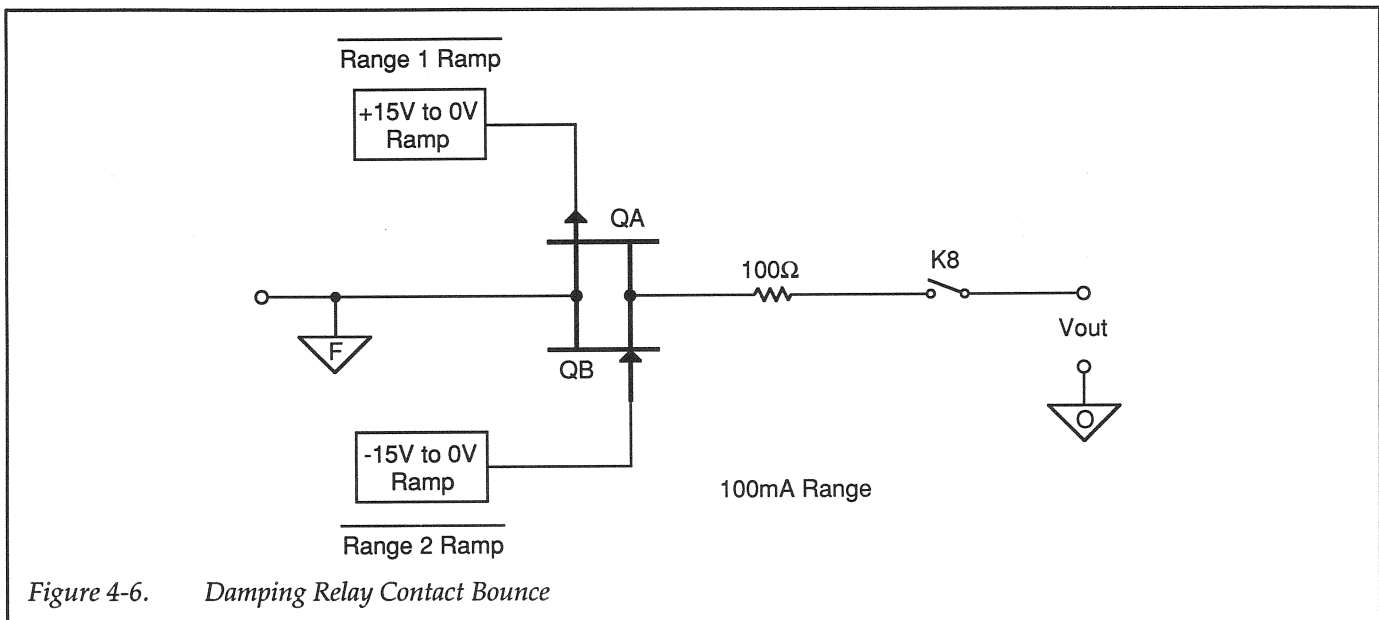 Range 1 Ramp
+15V to 0V
Ramp
QA
100Ω
K8
F
Vout
QB
O
-15V to 0V
Ramp
100mA Range
Range 2 Ramp
Figure 4-6. Damping Relay Contact Bounce